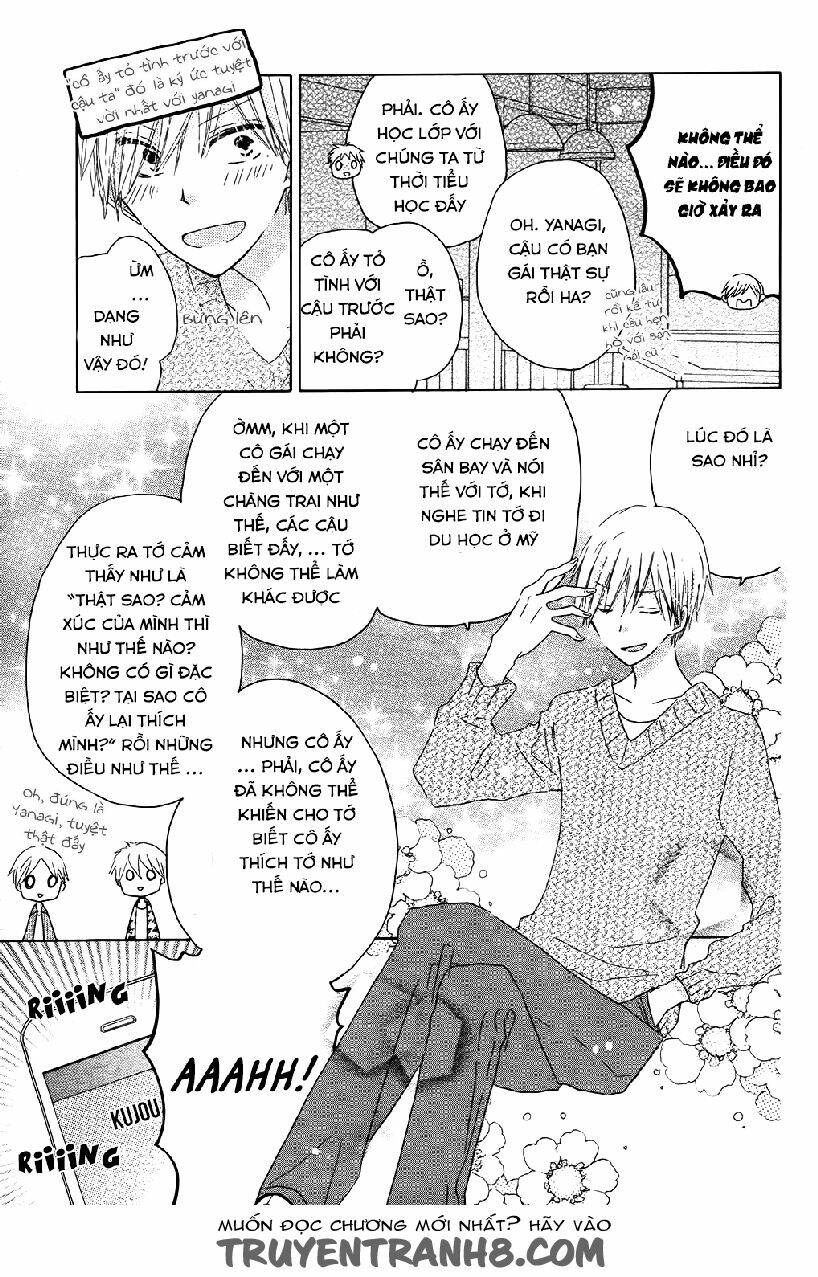 KHÔNG THỂ
NÀO... ĐIỀU ĐÓ
SẼ KHÔNG BAO
GIỜ XẢY RA
PHẢI. CÔ ẤY
HỌC LỚP VỚI
CHÚNG TA TỪ
THỜI TIỂU
HỌC ĐẤY
OH. YANAGI,
CẬU CÓ BẠN
GÁI THẬT SỰ
RỒI HA?
cũng lâu
rồi kể từ
khi cậu hẹn
hò với
Ồ,
THẬT
SAO?
CÔ ẤY TỎ
TÌNH VỚI
CẬU TRƯỚC
PHẢI
KHÔNG?
"cô ấy tỏ tình trước với
cậu ta" đó là ký ức tuyệt
vời nhất với yanagi
Bừng lên
ỪM
...
DẠNG
NHƯ
VẬY ĐÓ!
LÚC ĐÓ LÀ
SAO NHỈ?
CÔ ẤY CHẠY ĐẾN
SÂN BAY VÀ NÓI
THẾ VỚI TỚ, KHI
NGHE TIN TỚ ĐI
DU HỌC Ở MỸ
ỜMM, KHI MỘT
CÔ GÁI CHẠY
ĐẾN VỚI MỘT
CHÀNG TRAI NHƯ
THẾ, CÁC CẬU
BIẾT ĐẤY, ... TỚ
KHÔNG THỂ LÀM
KHÁC ĐƯỢC
THỰC RA TỚ CẢM
THẤY NHƯ LÀ
"THẬT SAO? CẢM
XÚC CỦA MÌNH THÌ
NHƯ THẾ NÀO?
KHÔNG CÓ GÌ ĐẶC
BIỆT? TẠI SAO CÔ
ẤY LẠI THÍCH
MÌNH?" RỒI NHỮNG
ĐIỀU NHƯ THẾ ...
NHƯNG CÔ ẤY
... PHẢI, CÔ ẤY
ĐÃ KHÔNG THỂ
KHIẾN CHO TỚ
BIẾT CÔ ẤY
THÍCH TỚ NHƯ
THẾ NÀO...
Oh, đúng là
Yanagi, tuyệt
thật đấy
RiiiiNG
AAAHH!
KUJOU
RiiiiNG
MUỐN ĐỌC CHƯƠNG MỚI NHẤT? HÃY VÀO
TRUYENTRANH8.COM